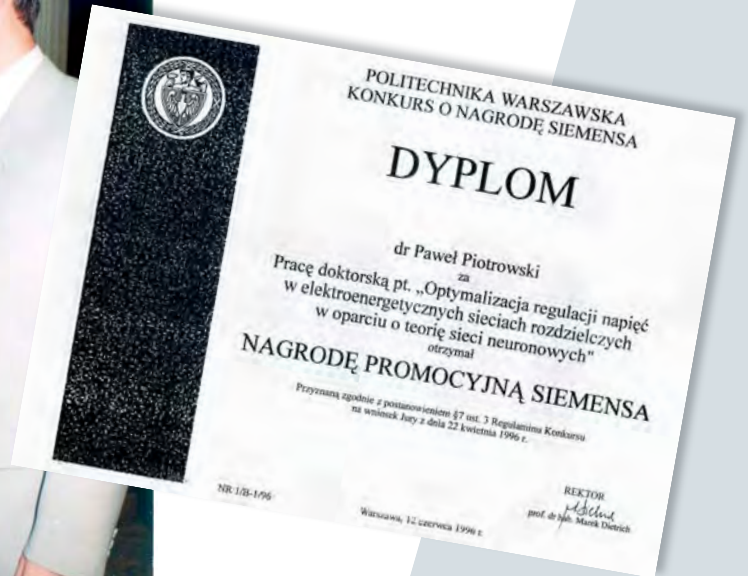 POLITECHNIKA WARSZAWSKA
KONKURS O NAGRODĘ SIEMENSA
DYPLOM
dr Paweł Piotrowski
za
Pracę doktorską pt. „Optymalizacja regulacji napięć
w elektroenergetycznych sieciach rozdzielczych
w oparciu o teorię sieci neuronowych"
otrzymał
NAGRODĘ PROMOCYJNĄ SIEMENSA
Przyznaną zgodnie z postanowieniem §7 ust. 3 Regulaminu Konkursu
na wniosek Jury z dnia 22 kwietnia 1996 r.
NR 1/B-1/96
Warszawa, 12 czerwca 1996 r.
REKTOR
prof. dr hab. Marek Dietrich